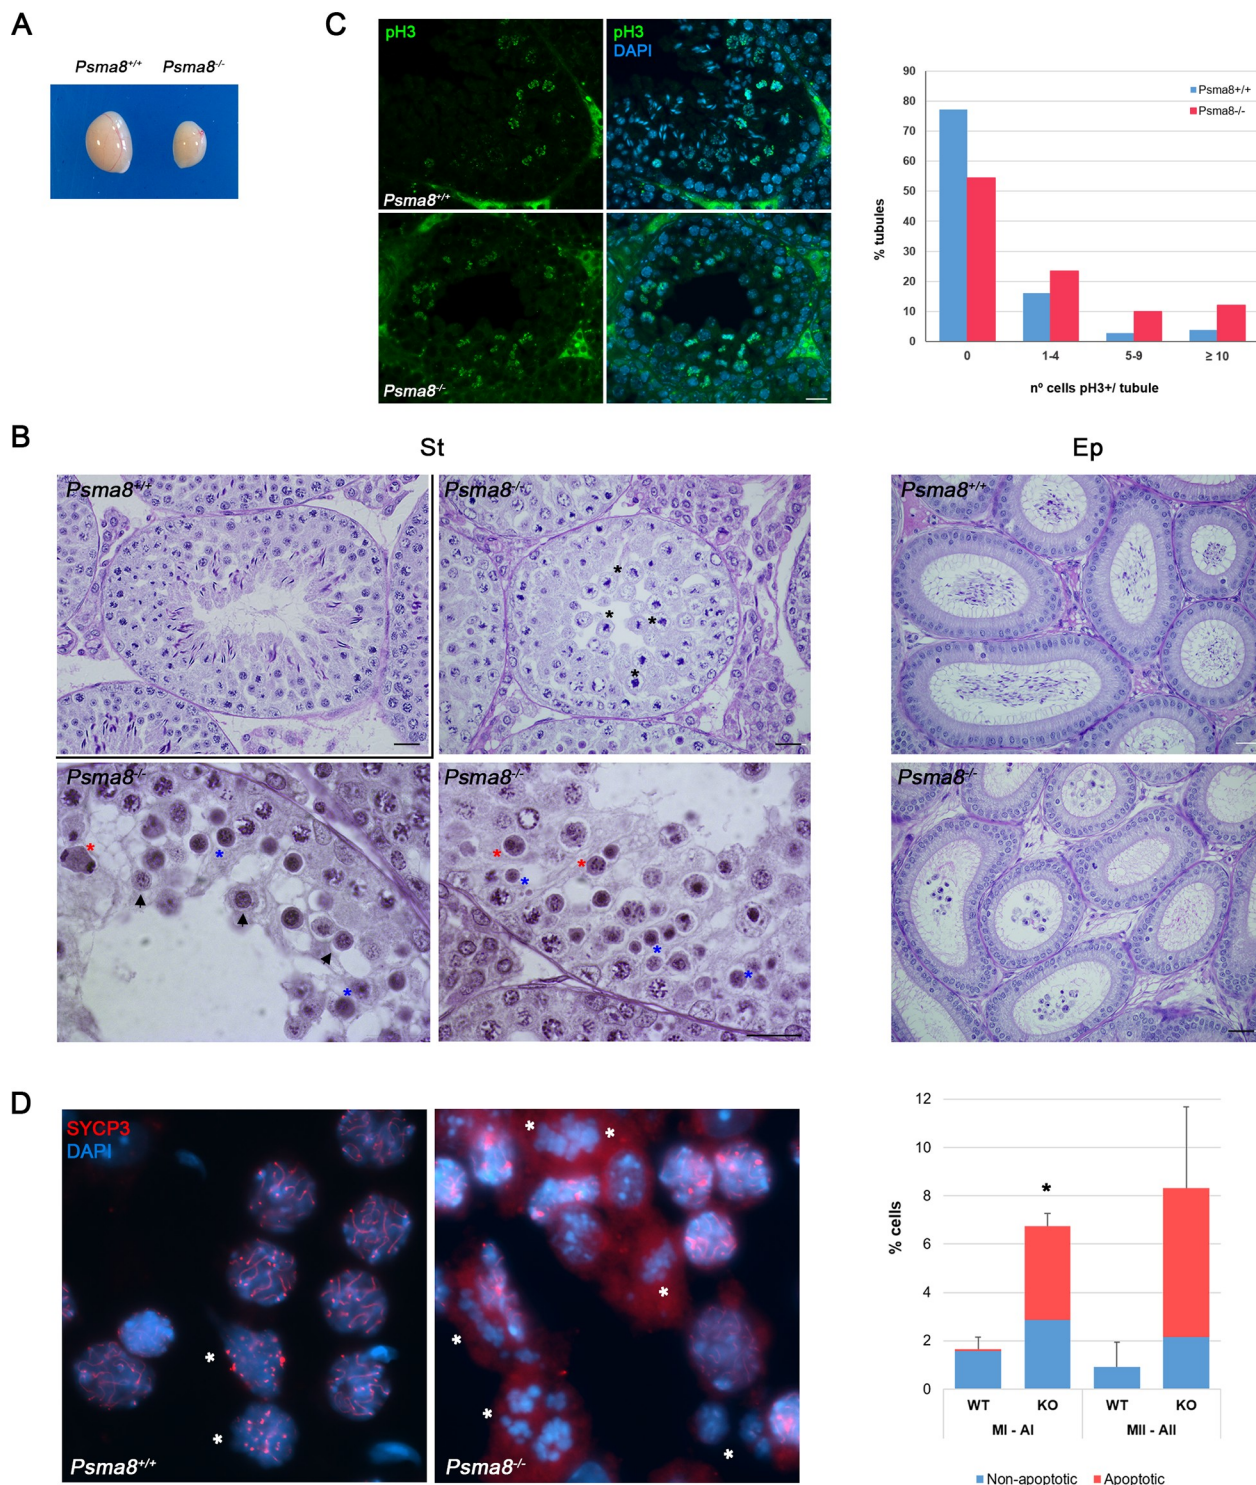 A
Psma8+/+ Psma8-/-
C
pH3
pH3
DAPI
Psma8+/+
Psma8-/-
90
80
70
60
50
40
30
20
10
0
% tubules
Psma8+/+
Psma8-/-
0 1-4 5-9 ≥ 10
nº cells pH3+/ tubule
B
St
Ep
Psma8+/+
*
Psma8-/-
* * * *
Psma8+/+
Psma8-/-
* * *
Psma8-/-
* * * * *
Psma8-/-
D
SYCP3
DAPI
* *
Psma8+/+
* * * * * *
Psma8-/-
12
10
8
6
4
2
0
% cells
*
WT KO WT KO
MI - AI MII - AII
Non-apoptotic Apoptotic